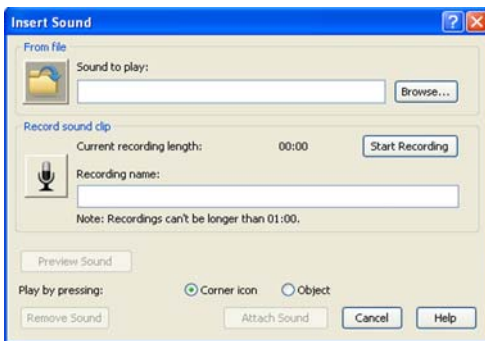 Insert Sound
From file
Sound to play:
Browse...
Record sound clip
Current recording length: 00:00 Start Recording
Recording name:
Note: Recordings can't be longer than 01:00.
Preview Sound
Play by pressing: Corner icon Object
Remove Sound Attach Sound Cancel Help